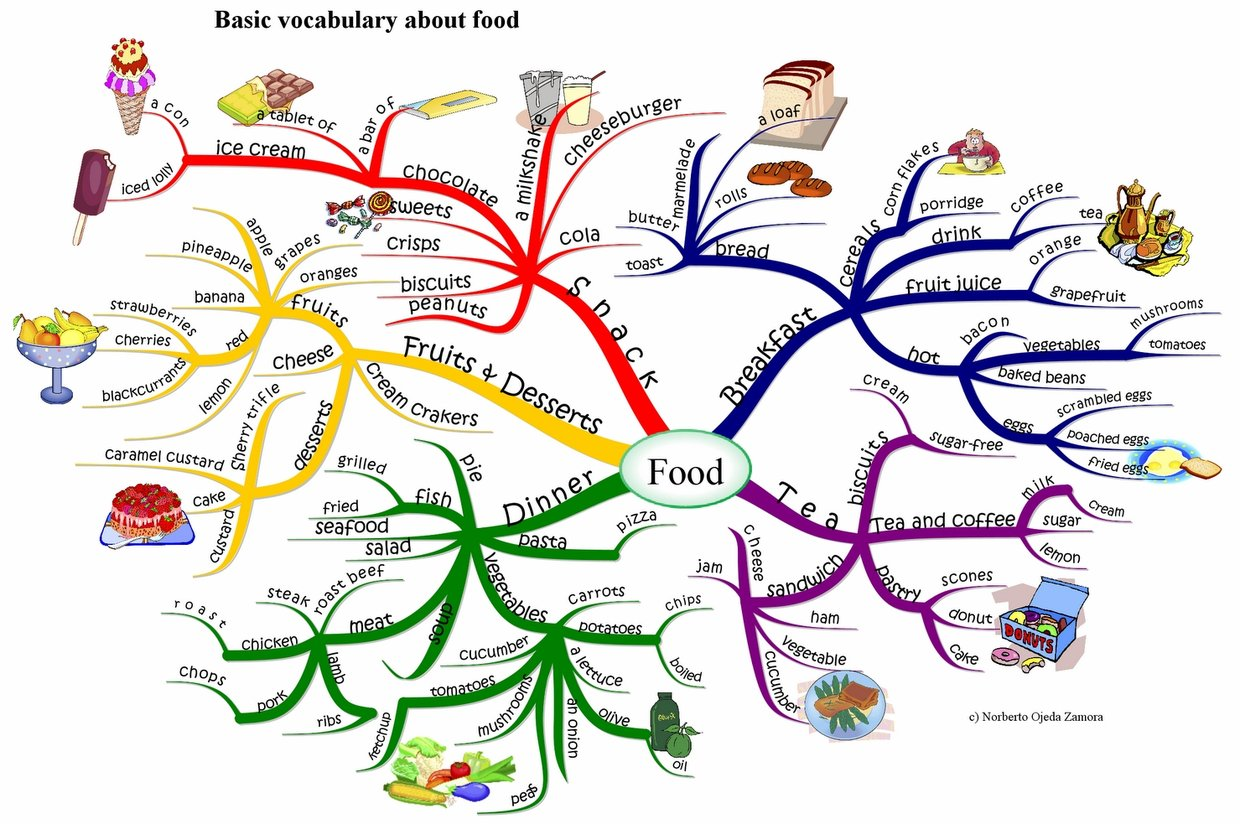 Basic vocabulary about food
Food
Snack
chocolate
ice cream
a con
iced lolly
a tablet of
a bar of
a milkshake
cheeseburger
sweets
crisps
biscuits
peanuts
cola
Breakfast
bread
butter
toast
marmelade
a loaf
rolls
cereals
corn flakes
porridge
drink
coffee
tea
fruit juice
orange
grapefruit
hot
bacon
vegetables
mushrooms
tomatoes
baked beans
eggs
scrambled eggs
poached eggs
fried eggs
Fruits & Desserts
fruits
apple
grapes
pineapple
oranges
banana
red
strawberries
cherries
blackcurrants
lemon
cheese
Cream crakers
desserts
Sherry trifle
caramel custard
cake
custard
Dinner
pie
fish
grilled
fried
seafood
salad
pasta
pizza
meat
roast beef
steak
chicken
roast
pork
chops
lamb
ribs
soup
vegetables
carrots
potatoes
chips
boiled
cucumber
a lettuce
tomatoes
ketchup
mushrooms
an onion
olive
oil
peas
Tea
biscuits
cream
sugar-free
Tea and coffee
milk
cream
sugar
lemon
pastry
scones
donut
cake
DONUTS
sandwich
cheese
jam
ham
vegetable
cucumber
c) Norberto Ojeda Zamora